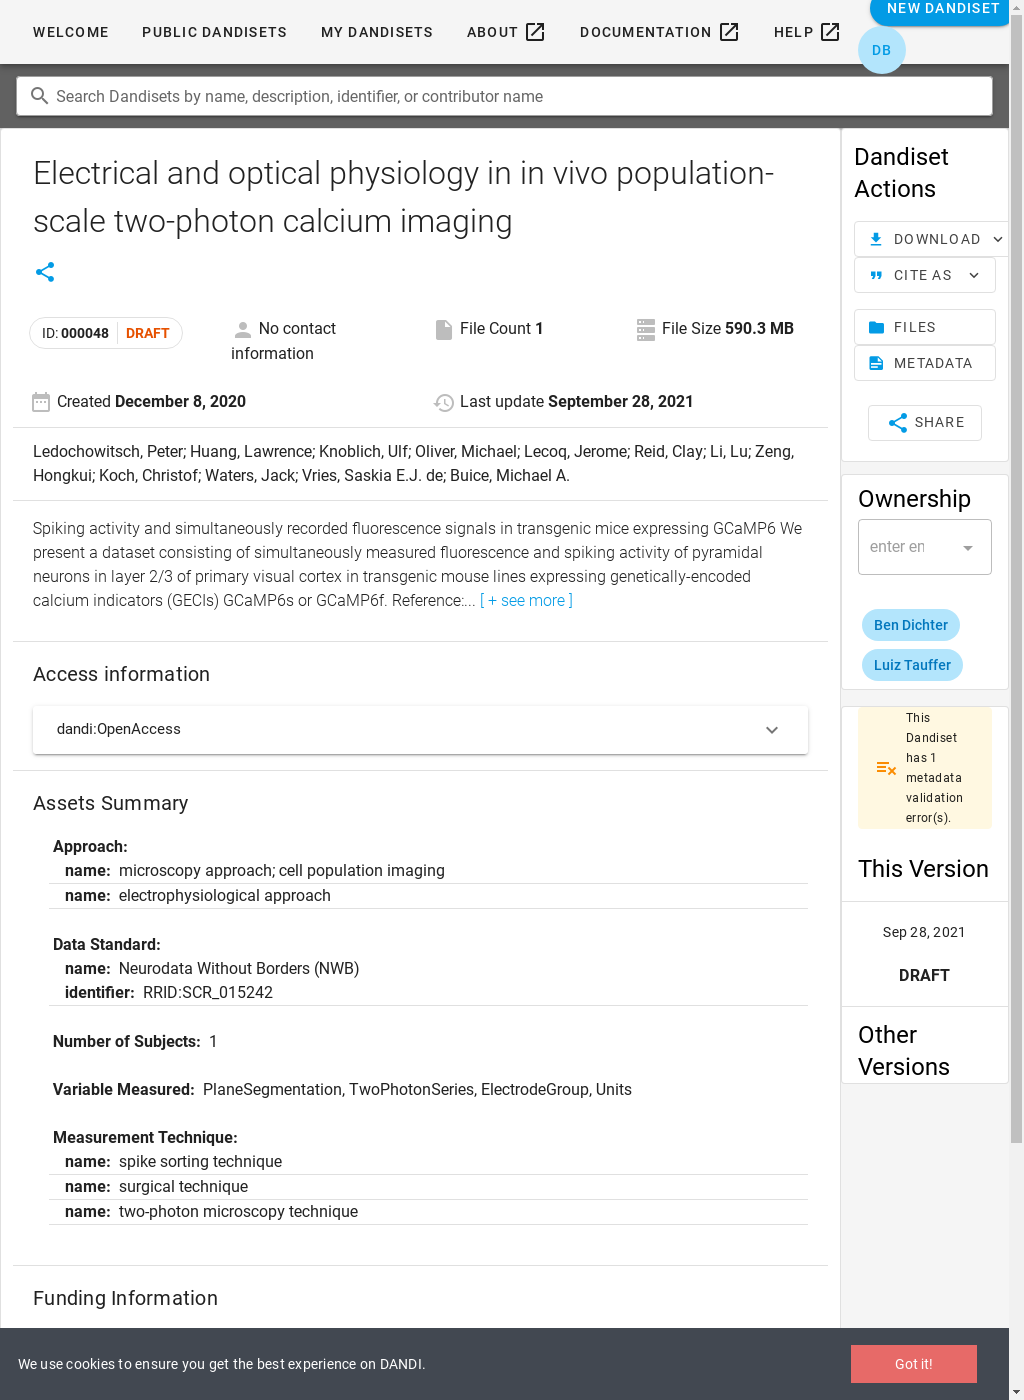 WELCOME PUBLIC DANDISETS MY DANDISETS ABOUT DOCUMENTATION HELP NEW DANDISET
DB
Search Dandisets by name, description, identifier, or contributor name
Electrical and optical physiology in in vivo population-
scale two-photon calcium imaging
ID: 000048 DRAFT
No contact
information
File Count 1
File Size 590.3 MB
Created December 8, 2020
Last update September 28, 2021
Ledochowitsch, Peter; Huang, Lawrence; Knoblich, Ulf; Oliver, Michael; Lecoq, Jerome; Reid, Clay; Li, Lu; Zeng,
Hongkui; Koch, Christof; Waters, Jack; Vries, Saskia E.J. de; Buice, Michael A.
Spiking activity and simultaneously recorded fluorescence signals in transgenic mice expressing GCaMP6 We
present a dataset consisting of simultaneously measured fluorescence and spiking activity of pyramidal
neurons in layer 2/3 of primary visual cortex in transgenic mouse lines expressing genetically-encoded
calcium indicators (GECIs) GCaMP6s or GCaMP6f. Reference:... [ + see more ]
Access information
dandi:OpenAccess
Assets Summary
Approach:
name: microscopy approach; cell population imaging
name: electrophysiological approach
Data Standard:
name: Neurodata Without Borders (NWB)
identifier: RRID:SCR_015242
Number of Subjects: 1
Variable Measured: PlaneSegmentation, TwoPhotonSeries, ElectrodeGroup, Units
Measurement Technique:
name: spike sorting technique
name: surgical technique
name: two-photon microscopy technique
Funding Information
Dandiset
Actions
DOWNLOAD
CITE AS
FILES
METADATA
SHARE
Ownership
enter en
Ben Dichter
Luiz Tauffer
This
Dandiset
has 1
metadata
validation
error(s).
This Version
Sep 28, 2021
DRAFT
Other
Versions
We use cookies to ensure you get the best experience on DANDI.
Got it!